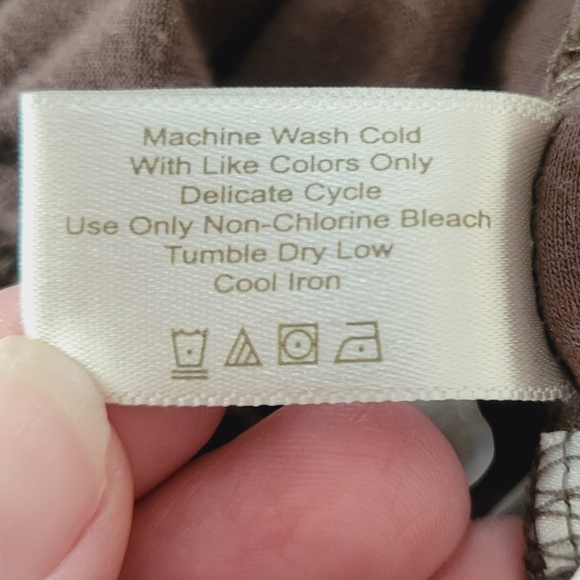 Machine Wash Cold
With Like Colors Only
Delicate Cycle
Use Only Non-Chlorine Bleach
Tumble Dry Low
Cool Iron